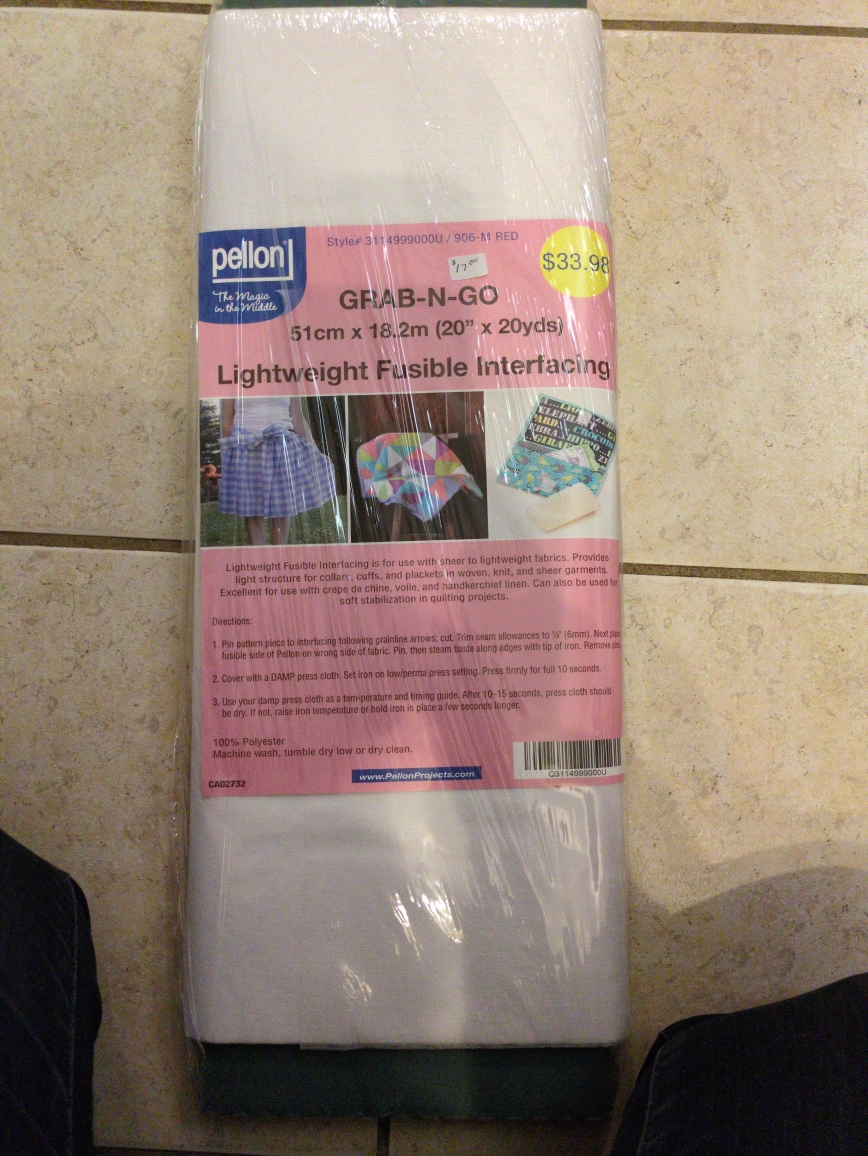 Style# 3114999000U / 906-M RED
pellon
$17.00
$33.98
The Magic
in the Middle
GRAB-N-GO
51cm x 18.2m (20" x 20yds)
Lightweight Fusible Interfacing
ELEPHANT
CROCOD
HIPPO
Lightweight Fusible Interfacing is for use with sheer to lightweight fabrics. Provides
light structure for collars, cuffs, and plackets in woven, knit, and sheer garments.
Excellent for use with crepe de chine, voile, and handkerchief linen. Can also be used for
soft stabilization in quilting projects.
Directions:
1. Pin pattern piece to interfacing following grainline arrows; cut. Trim seam allowances to ¼" (6mm). Next place
fusible side of Pellon on wrong side of fabric. Pin, then steam baste along edges with tip of iron. Remove pins.
2. Cover with a DAMP press cloth. Set iron on low/perma press setting. Press firmly for full 10 seconds.
3. Use your damp press cloth as a tem-perature and timing guide. After 10–15 seconds, press cloth should
be dry. If not, raise iron temperature or hold iron in place a few seconds longer.
100% Polyester
Machine wash, tumble dry low or dry clean.
www.PellonProjects.com
Q3114999000U
CA02732